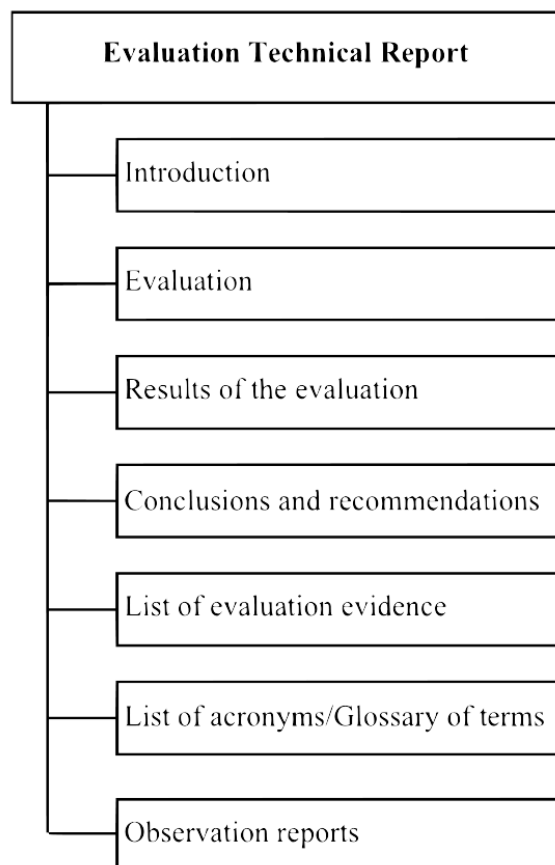 Evaluation Technical Report
Introduction
Evaluation
Results of the evaluation
Conclusions and recommendations
List of evaluation evidence
List of acronyms/Glossary of terms
Observation reports